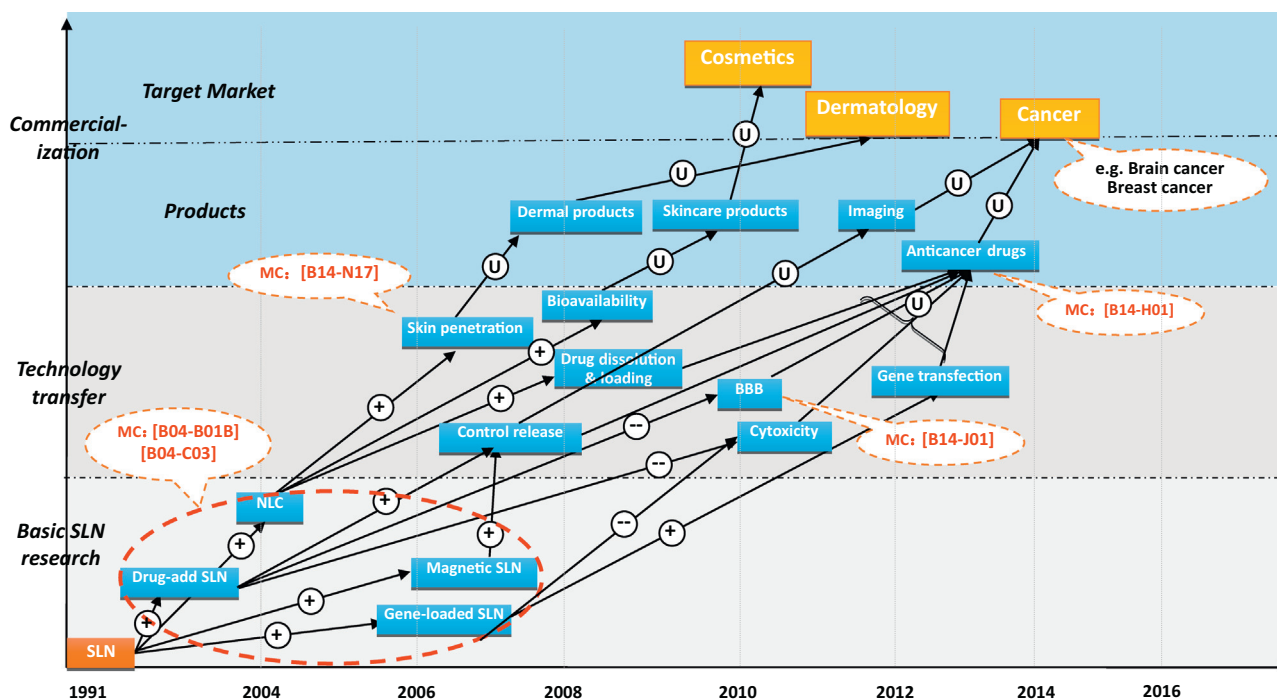 Cosmetics
Target Market
Dermatology
Cancer
Commercial-
ization
U
e.g. Brain cancer
Breast cancer
U
U
Products
Dermal products
Skincare products
Imaging
U
Anticancer drugs
MC: [B14-N17]
U
U
U
Bioavailability
U
MC: [B14-H01]
Skin penetration
+
Drug dissolution
& loading
Technology
transfer
Gene transfection
BBB
+
+
MC: [B04-B01B]
[B04-C03]
Control release
--
Cytoxicity
MC: [B14-J01]
--
NLC
+
Basic SLN
research
+
+
--
+
Drug-add SLN
Magnetic SLN
+
Gene-loaded SLN
+
+
SLN
1991
2004
2006
2008
2010
2012
2014
2016